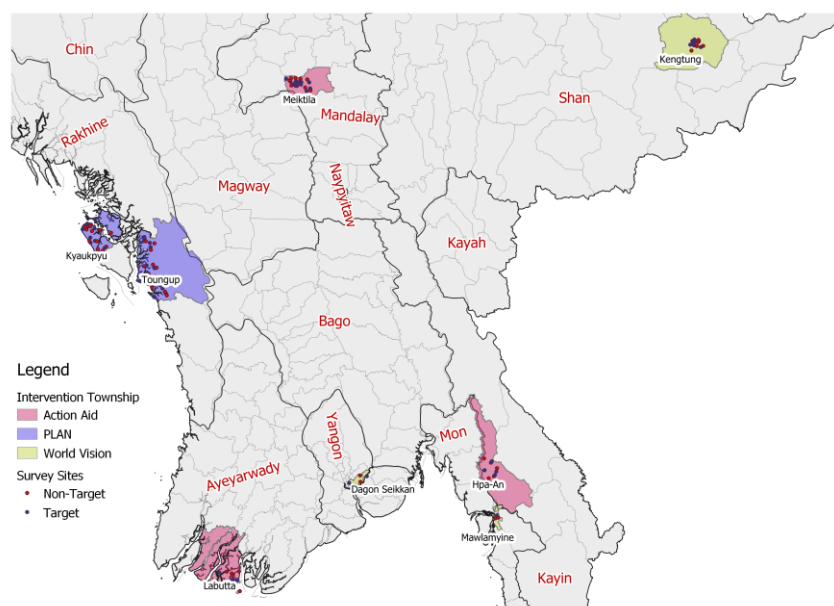 Chin
Kengtung
Meiktila
Shan
Mandalay
Rakhine
Magway
Naypyitaw
Kayah
Kyaukpyu
Toungup
Bago
Legend
Intervention Township
Action Aid
PLAN
World Vision
Survey Sites
Non-Target
Target
Yangon
Mon
Ayeyarwady
Dagon Seikkan
Hpa-An
Mawlamyine
Labutta
Kayin